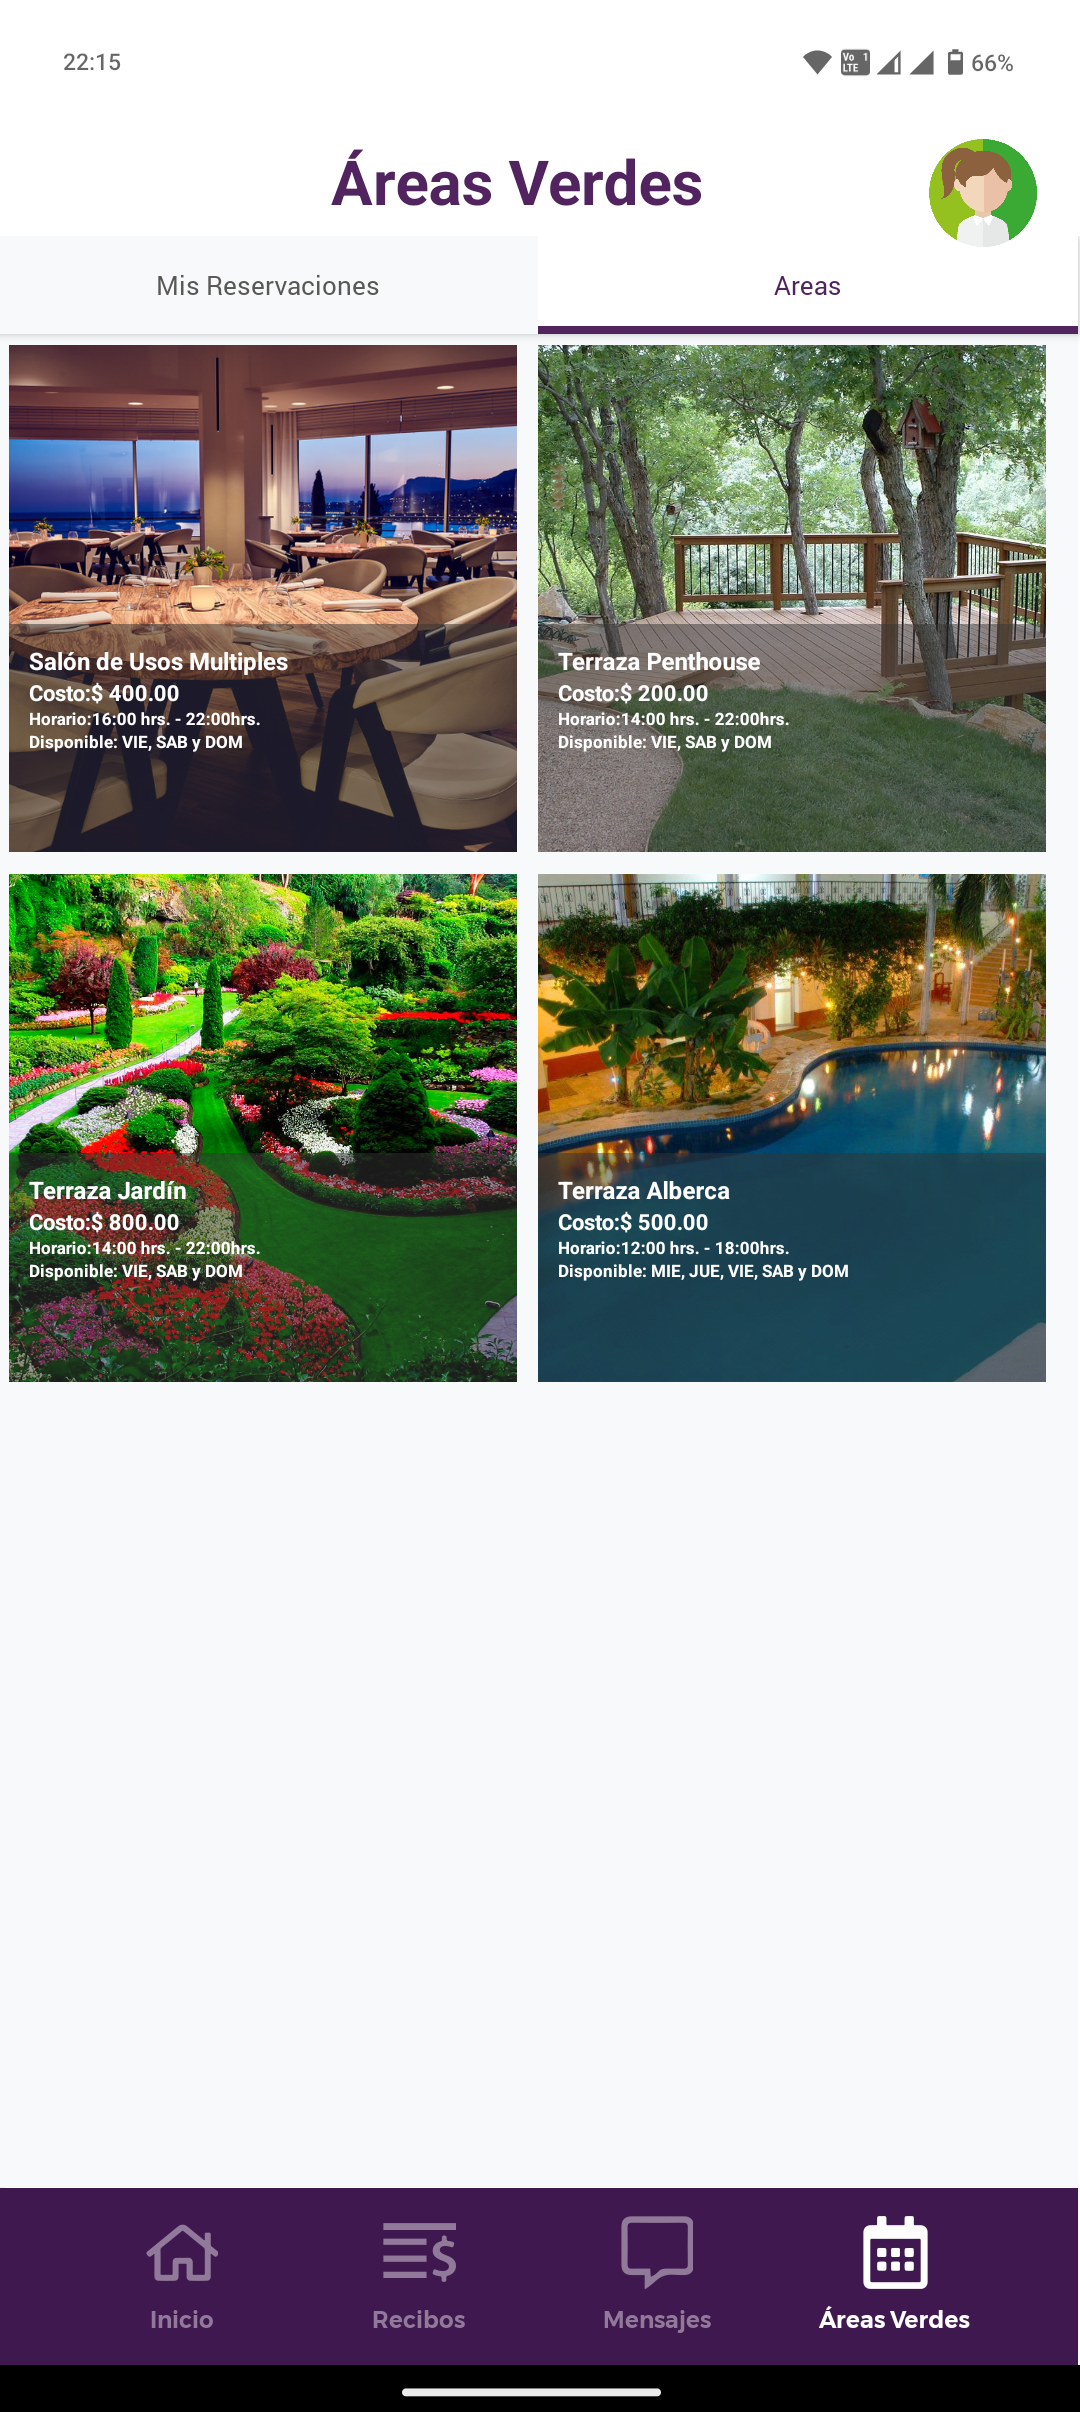 22:15
Vo 1
LTE
66%
Áreas Verdes
Mis Reservaciones
Areas
Salón de Usos Multiples
Costo:$ 400.00
Horario:16:00 hrs. - 22:00hrs.
Disponible: VIE, SAB y DOM
Terraza Penthouse
Costo:$ 200.00
Horario:14:00 hrs. - 22:00hrs.
Disponible: VIE, SAB y DOM
Terraza Jardín
Costo:$ 800.00
Horario:14:00 hrs. - 22:00hrs.
Disponible: VIE, SAB y DOM
Terraza Alberca
Costo:$ 500.00
Horario:12:00 hrs. - 18:00hrs.
Disponible: MIE, JUE, VIE, SAB y DOM
Inicio
Recibos
Mensajes
Áreas Verdes